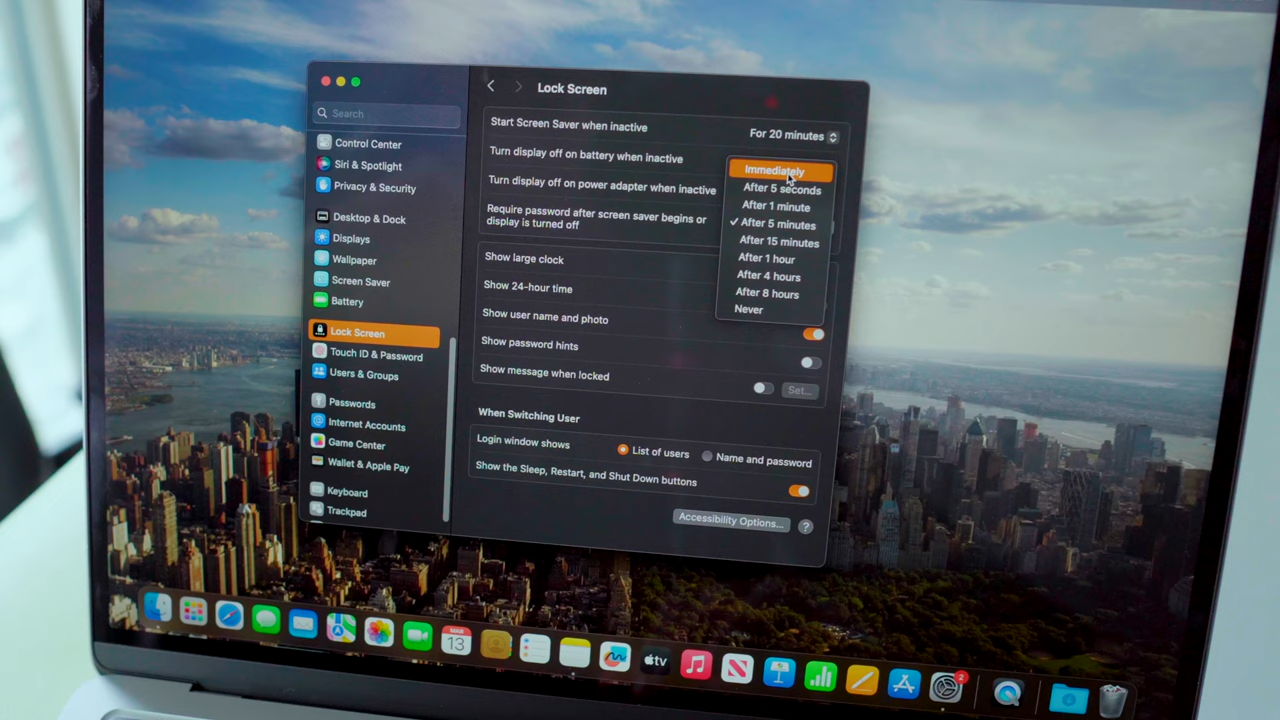 Lock Screen
Search
Control Center
Siri & Spotlight
Privacy & Security
Desktop & Dock
Displays
Wallpaper
Screen Saver
Battery
Lock Screen
Touch ID & Password
Users & Groups
Passwords
Internet Accounts
Game Center
Wallet & Apple Pay
Keyboard
Trackpad
Start Screen Saver when inactive
For 20 minutes
Turn display off on battery when inactive
Turn display off on power adapter when inactive
Require password after screen saver begins or
display is turned off
Immediately
After 5 seconds
After 1 minute
After 5 minutes
After 15 minutes
After 1 hour
After 4 hours
After 8 hours
Never
Show large clock
Show 24-hour time
Show user name and photo
Show password hints
Show message when locked
Set...
When Switching User
Login window shows
List of users
Name and password
Show the Sleep, Restart, and Shut Down buttons
Accessibility Options...
?
13
tv
2